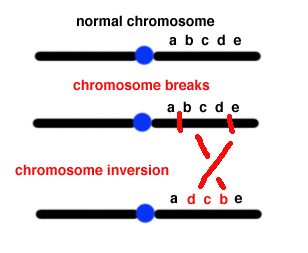 normal chromosome
a b c d e
chromosome breaks
a b c d e
chromosome inversion
a d c b e